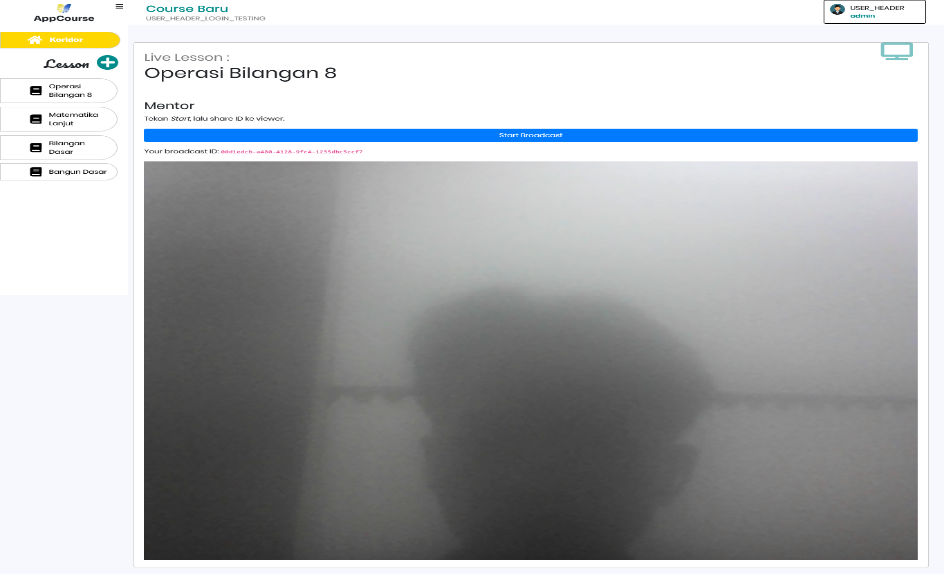 AppCourse
Koridor
Lesson
Operasi
Bilangan 8
Matematika
Lanjut
Bilangan
Dasar
Bangun Dasar
Course Baru
USER_HEADER_LOGIN_TESTING
USER_HEADER
admin
Live Lesson :
Operasi Bilangan 8
Mentor
Tekan Start, lalu share ID ke viewer.
Start Broadcast
Your broadcast ID: